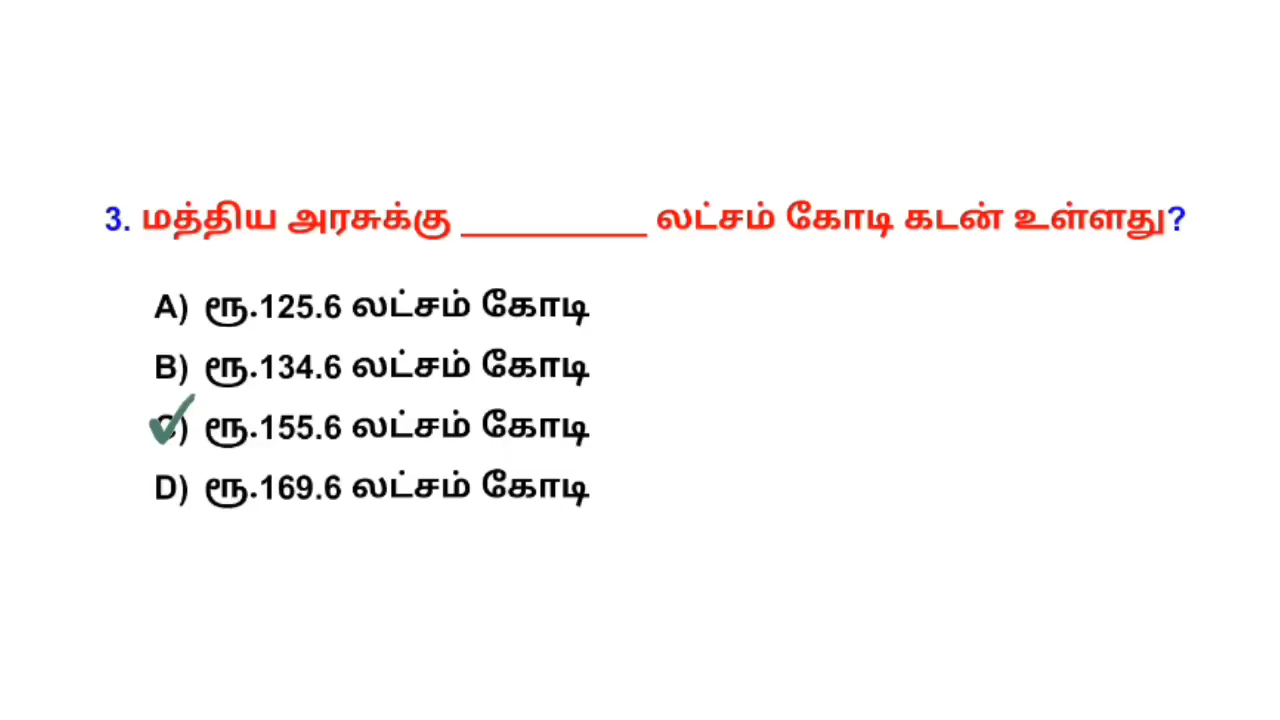 3. மத்திய அரசுக்கு __________ லட்சம் கோடி கடன் உள்ளது?
A) ரூ.125.6 லட்சம் கோடி
B) ரூ.134.6 லட்சம் கோடி
C) ரூ.155.6 லட்சம் கோடி
D) ரூ.169.6 லட்சம் கோடி